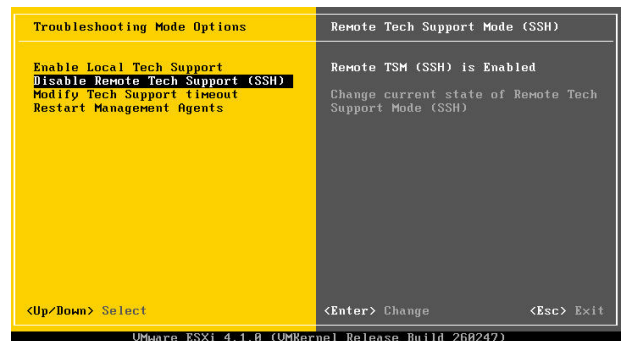 Troubleshooting Mode Options
Enable Local Tech Support
Disable Remote Tech Support (SSH)
Modify Tech Support timeout
Restart Management Agents
Remote Tech Support Mode (SSH)
Remote TSM (SSH) is Enabled
Change current state of Remote Tech
Support Mode (SSH)
<Up/Down> Select
<Enter> Change
<Esc> Exit
VMware ESXi 4.1.0 (VMKernel Release Build 260247)